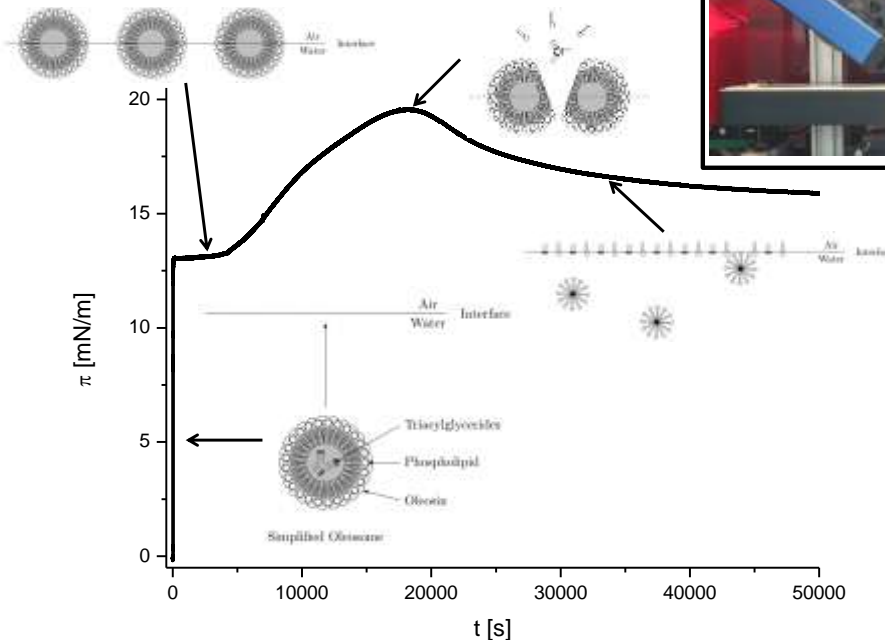 Air
Water
Interface
20
15
10
5
0
π [mN/m]
Air
Water
Interface
Air
Water
Interfa
Triacylglycerides
Phospholipid
Oleosin
Simplified Oleosome
0
10000
20000
30000
40000
50000
t [s]